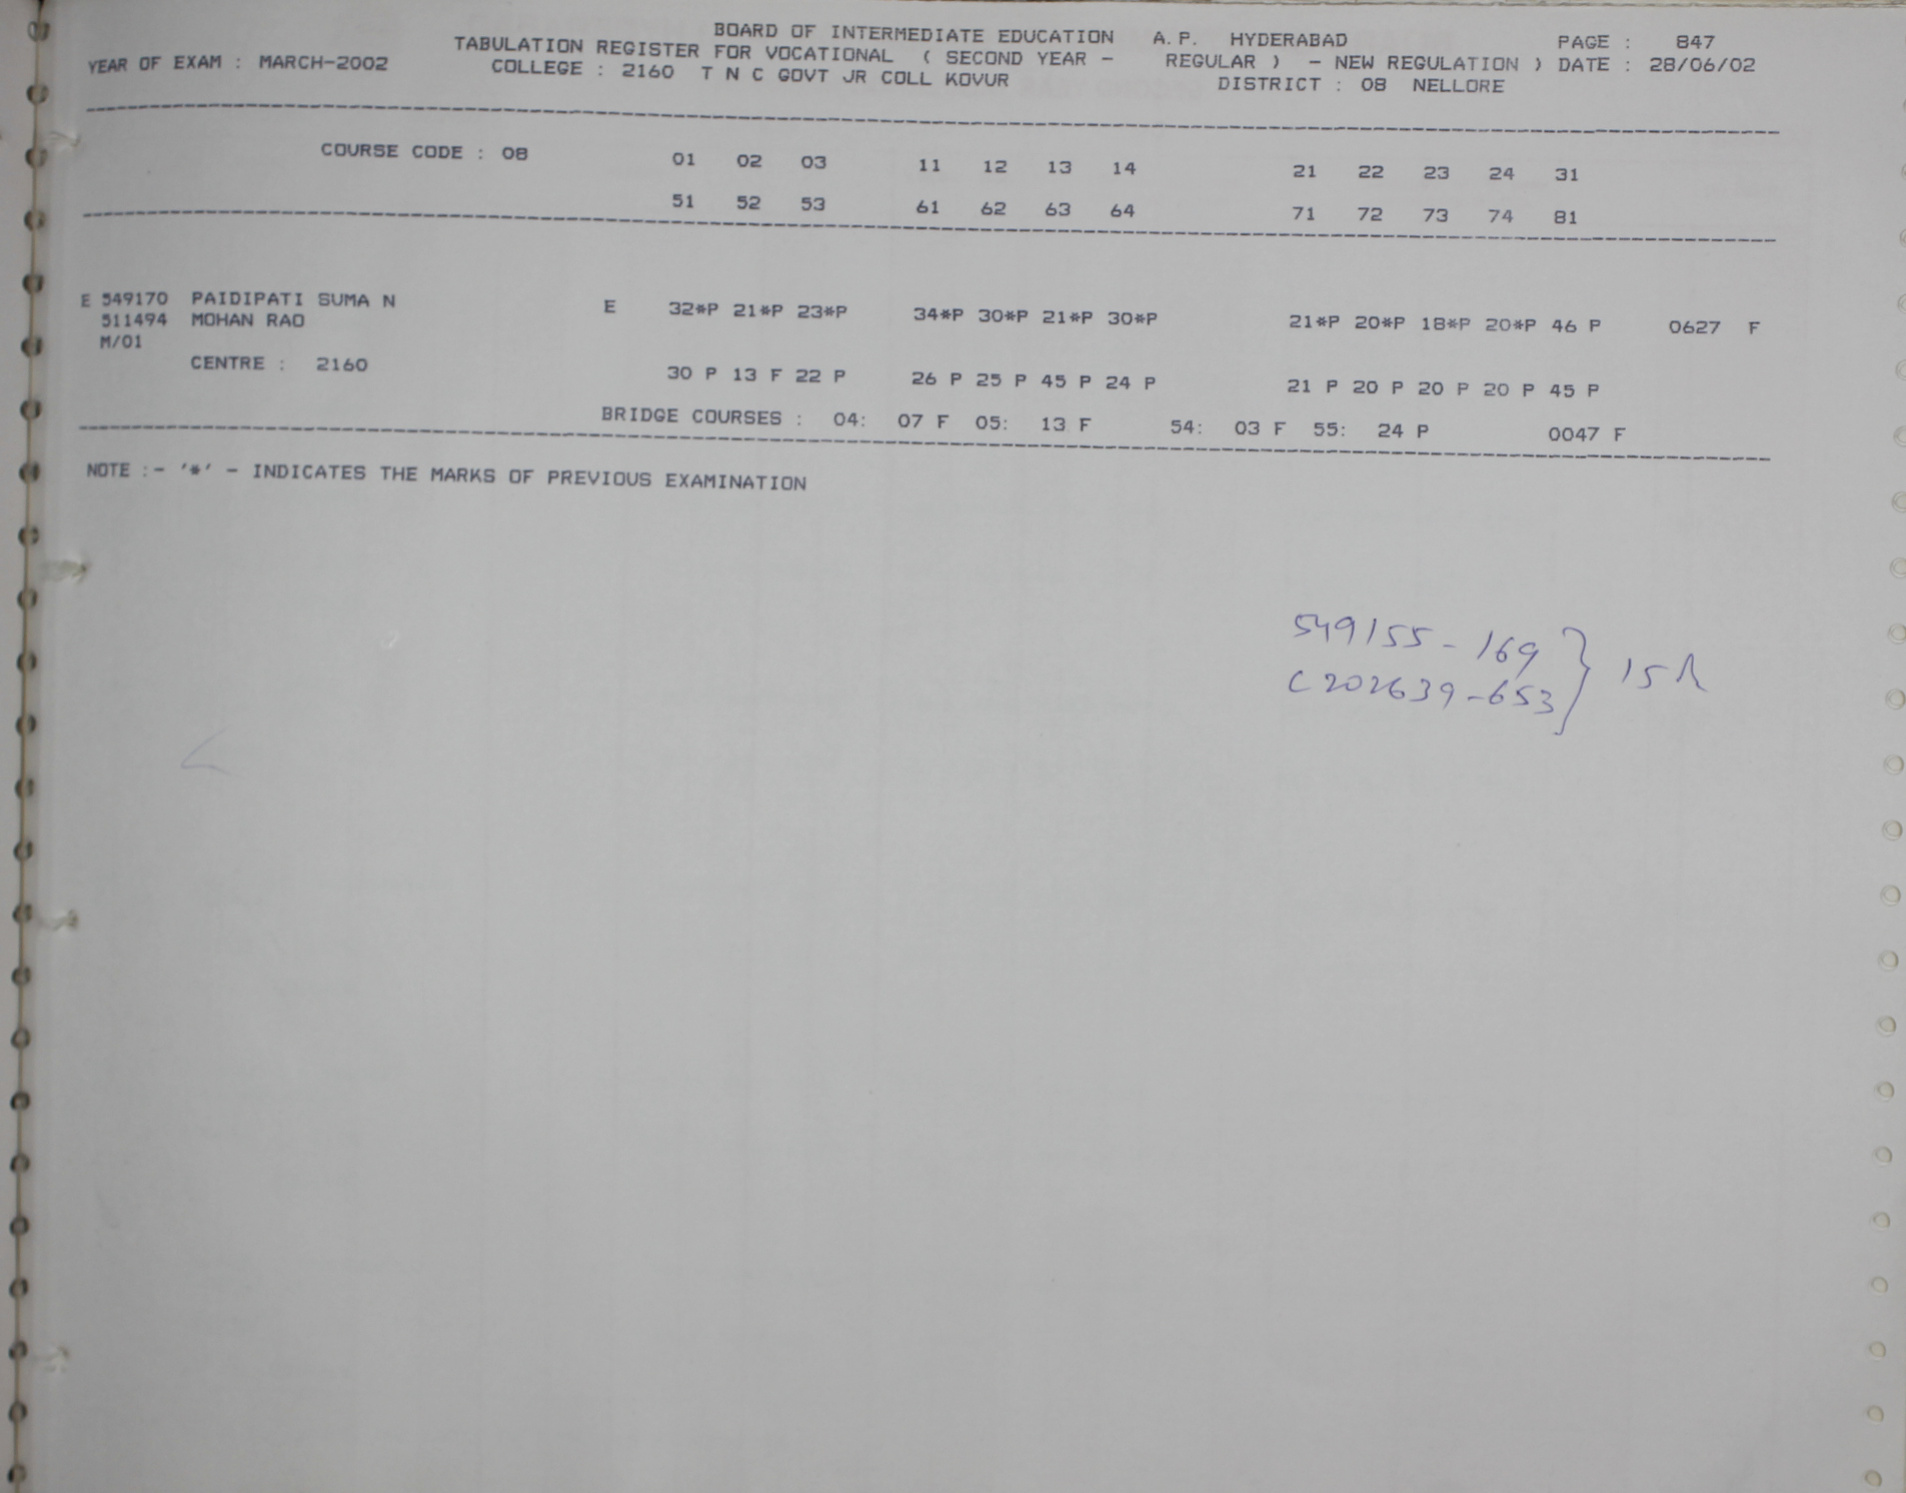 BOARD OF INTERMEDIATE EDUCATION A.P. HYDERABAD PAGE : 847
YEAR OF EXAM : MARCH-2002 TABULATION REGISTER FOR VOCATIONAL ( SECOND YEAR - REGULAR ) - NEW REGULATION ) DATE : 28/06/02
COLLEGE : 2160 T N C GOVT JR COLL KOVUR DISTRICT : 08 NELLORE
COURSE CODE : 08 01 02 03 11 12 13 14 21 22 23 24 31
51 52 53 61 62 63 64 71 72 73 74 81
E 549170 PAIDIPATI SUMA N E 32*P 21*P 23*P 34*P 30*P 21*P 30*P 21*P 20*P 18*P 20*P 46 P 0627 F
511494 MOHAN RAO
M/01
CENTRE : 2160 30 P 13 F 22 P 26 P 25 P 45 P 24 P 21 P 20 P 20 P 20 P 45 P
BRIDGE COURSES : 04: 07 F 05: 13 F 54: 03 F 55: 24 P 0047 F
NOTE :- '*' - INDICATES THE MARKS OF PREVIOUS EXAMINATION
549155-169
C202639-653 } 15